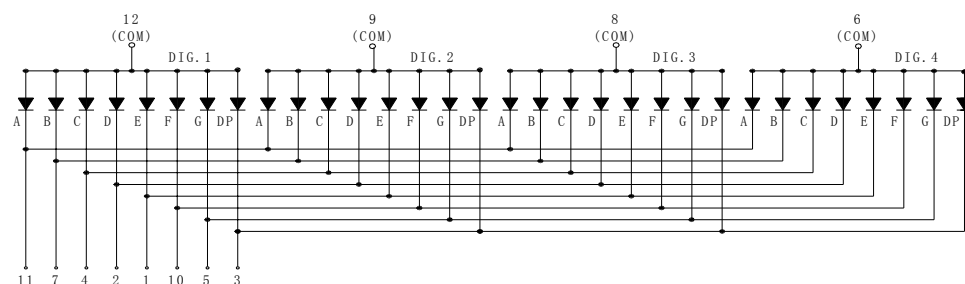 12 9 8 6
(COM) (COM) (COM) (COM)
DIG.1 DIG.2 DIG.3 DIG.4
A B C D E F G DP A B C D E F G DP A B C D E F G DP A B C D E F G DP
11 7 4 2 1 10 5 3